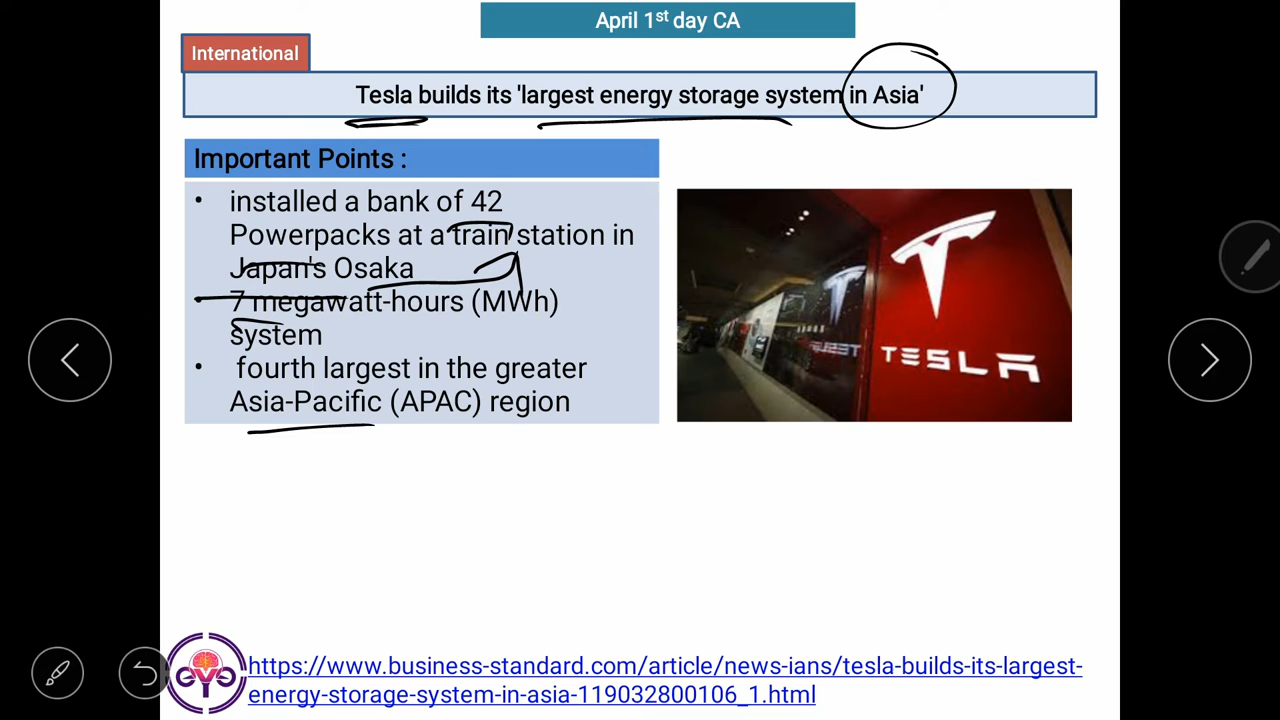 April 1st day CA
International
Tesla builds its 'largest energy storage system in Asia'
Important Points :
• installed a bank of 42
Powerpacks at a train station in
Japan's Osaka
• 7 megawatt-hours (MWh)
system
• fourth largest in the greater
Asia-Pacific (APAC) region
TESLA
https://www.business-standard.com/article/news-ians/tesla-builds-its-largest-
energy-storage-system-in-asia-119032800106_1.html